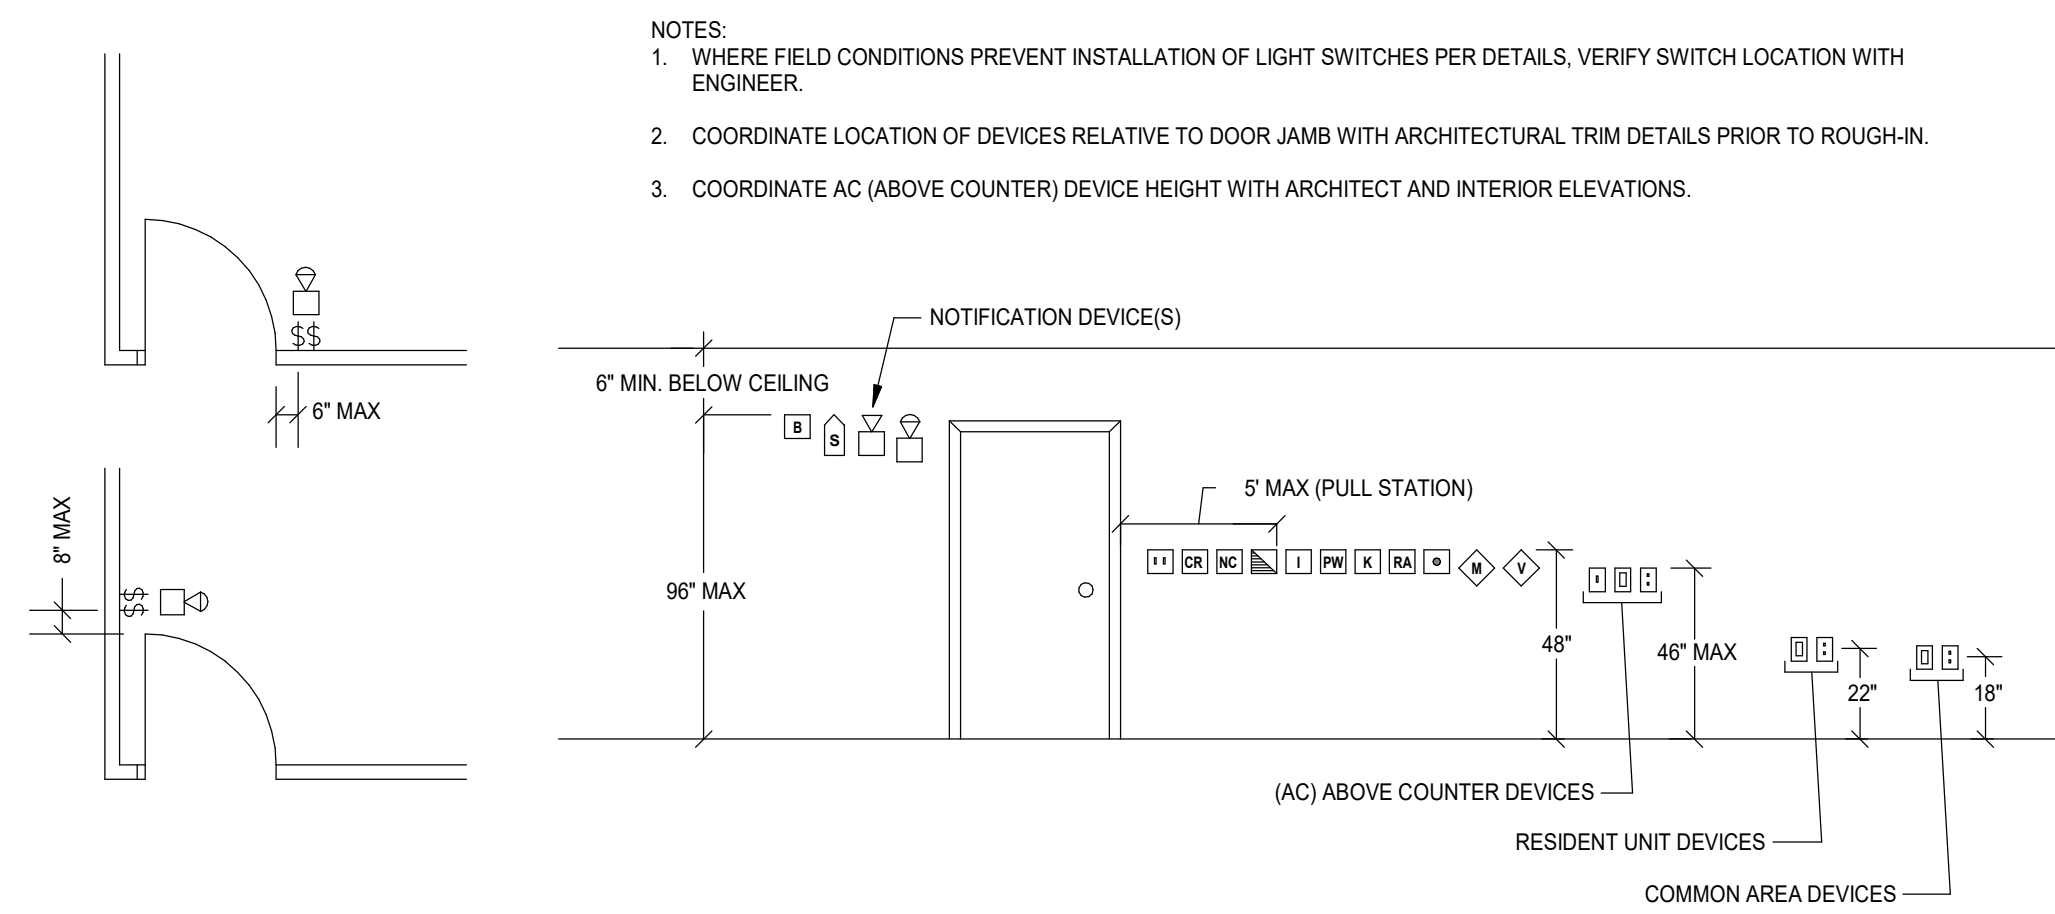 NOTES:
1. WHERE FIELD CONDITIONS PREVENT INSTALLATION OF LIGHT SWITCHES PER DETAILS, VERIFY SWITCH LOCATION WITH
ENGINEER.
2. COORDINATE LOCATION OF DEVICES RELATIVE TO DOOR JAMB WITH ARCHITECTURAL TRIM DETAILS PRIOR TO ROUGH-IN.
3. COORDINATE AC (ABOVE COUNTER) DEVICE HEIGHT WITH ARCHITECT AND INTERIOR ELEVATIONS.
$$
6" MAX
8" MAX
$$
NOTIFICATION DEVICE(S)
6" MIN. BELOW CEILING
B S
96" MAX
5' MAX (PULL STATION)
CR NC I PW K RA M V
48"
46" MAX
22"
18"
(AC) ABOVE COUNTER DEVICES
RESIDENT UNIT DEVICES
COMMON AREA DEVICES